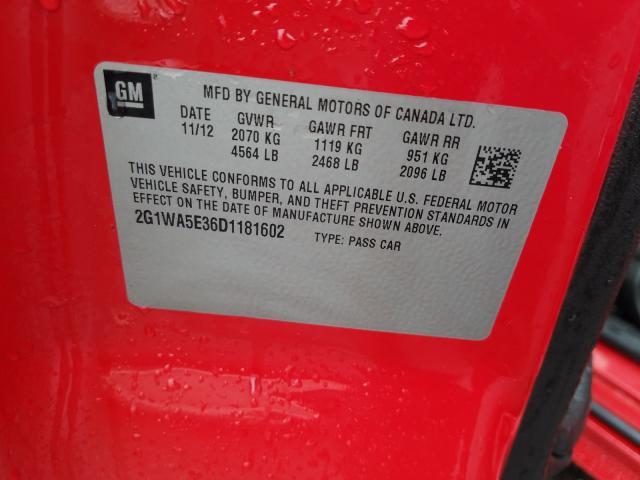 GM
MFD BY GENERAL MOTORS OF CANADA LTD.
DATE GVWR GAWR FRT GAWR RR
11/12 2070 KG 1119 KG 951 KG
4564 LB 2468 LB 2096 LB
THIS VEHICLE CONFORMS TO ALL APPLICABLE U.S. FEDERAL MOTOR
VEHICLE SAFETY, BUMPER, AND THEFT PREVENTION STANDARDS IN
EFFECT ON THE DATE OF MANUFACTURE SHOWN ABOVE.
2G1WA5E36D1181602 TYPE: PASS CAR